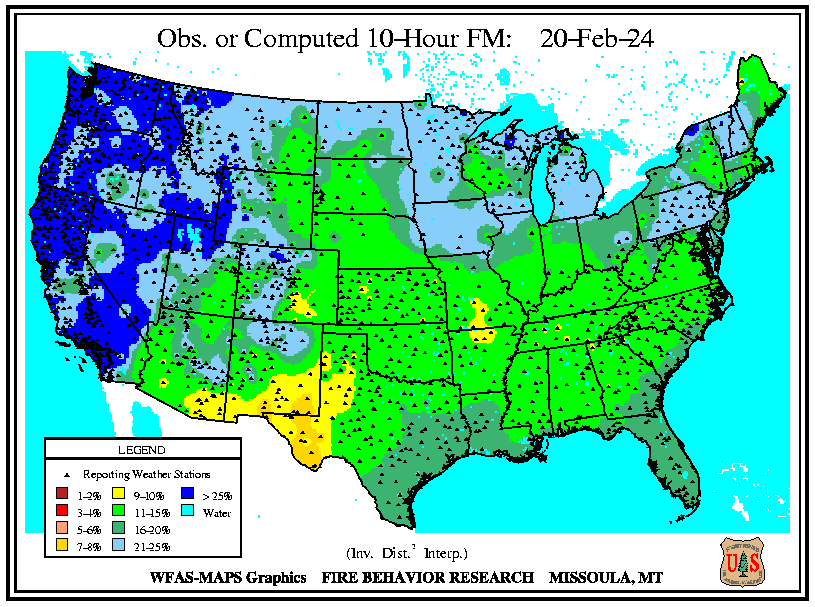 Obs. or Computed 10-Hour FM: 20-Feb-24
LEGEND
Reporting Weather Stations
1-2% 9-10% > 25%
3-4% 11-15% Water
5-6% 16-20%
7-8% 21-25%
(Inv. Dist.² Interp.)
WFAS-MAPS Graphics FIRE BEHAVIOR RESEARCH MISSOULA, MT
U S